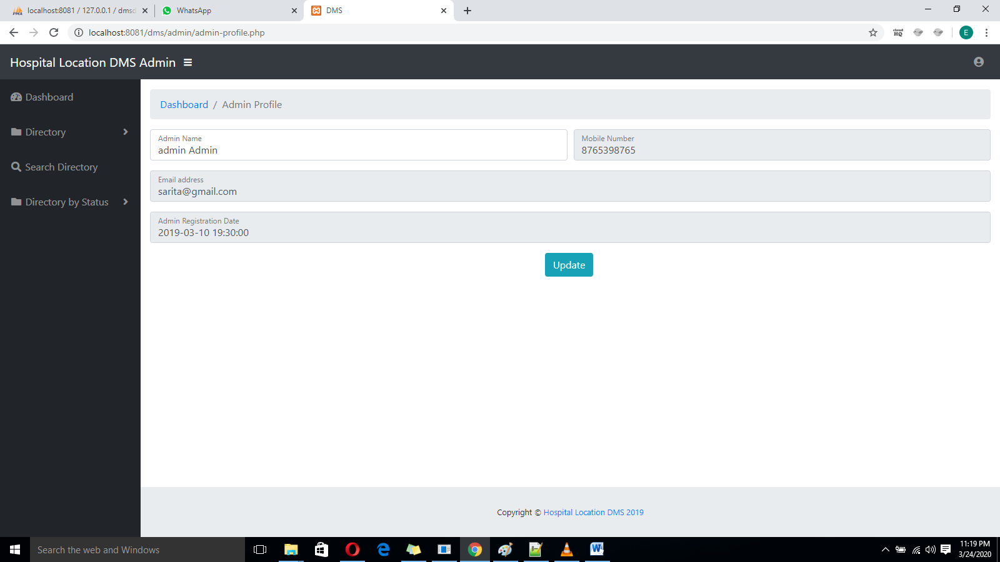 localhost:8081 / 127.0.0.1 / dmsd
WhatsApp
DMS
localhost:8081/dms/admin/admin-profile.php
cloud
HQ
E
Hospital Location DMS Admin
Dashboard
Directory
Search Directory
Directory by Status
Dashboard / Admin Profile
Admin Name
admin Admin
Mobile Number
8765398765
Email address
sarita@gmail.com
Admin Registration Date
2019-03-10 19:30:00
Update
Copyright © Hospital Location DMS 2019
Search the web and Windows
11:19 PM
3/24/2020